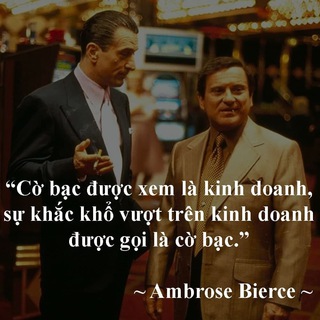 “Cờ bạc được xem là kinh doanh,
sự khắc khổ vượt trên kinh doanh
được gọi là cờ bạc.”
~ Ambrose Bierce ~